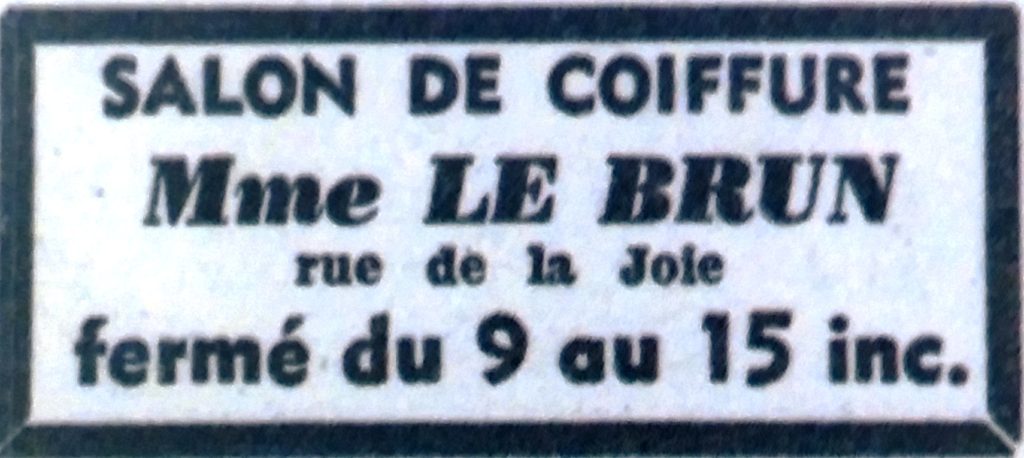 SALON DE COIFFURE
Mme LE BRUN
rue de la Joie
fermé du 9 au 15 inc.